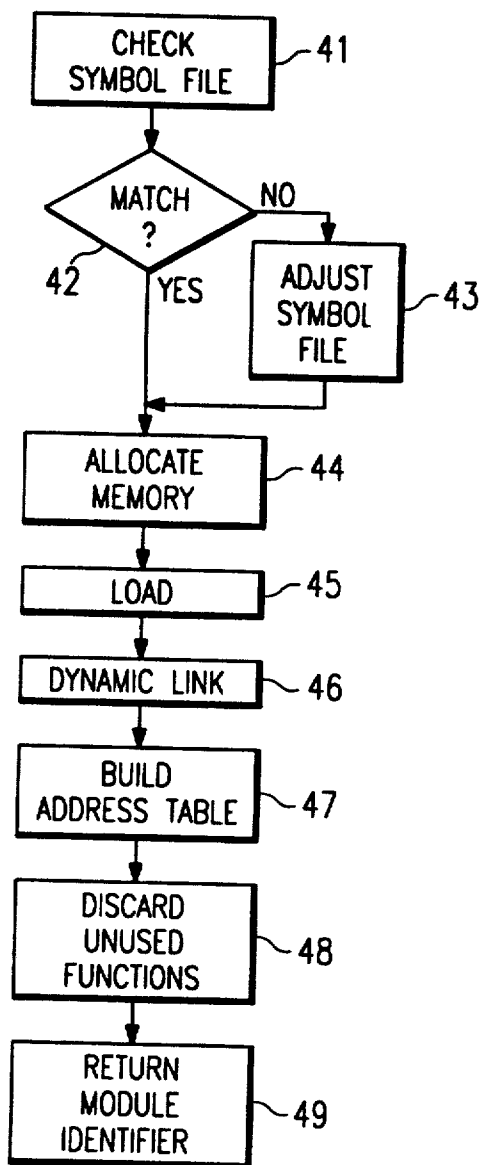 CHECK
SYMBOL FILE
41
MATCH
?
42
NO
YES
ADJUST
SYMBOL
FILE
43
ALLOCATE
MEMORY
44
LOAD
45
DYNAMIC LINK
46
BUILD
ADDRESS TABLE
47
DISCARD
UNUSED
FUNCTIONS
48
RETURN
MODULE
IDENTIFIER
49